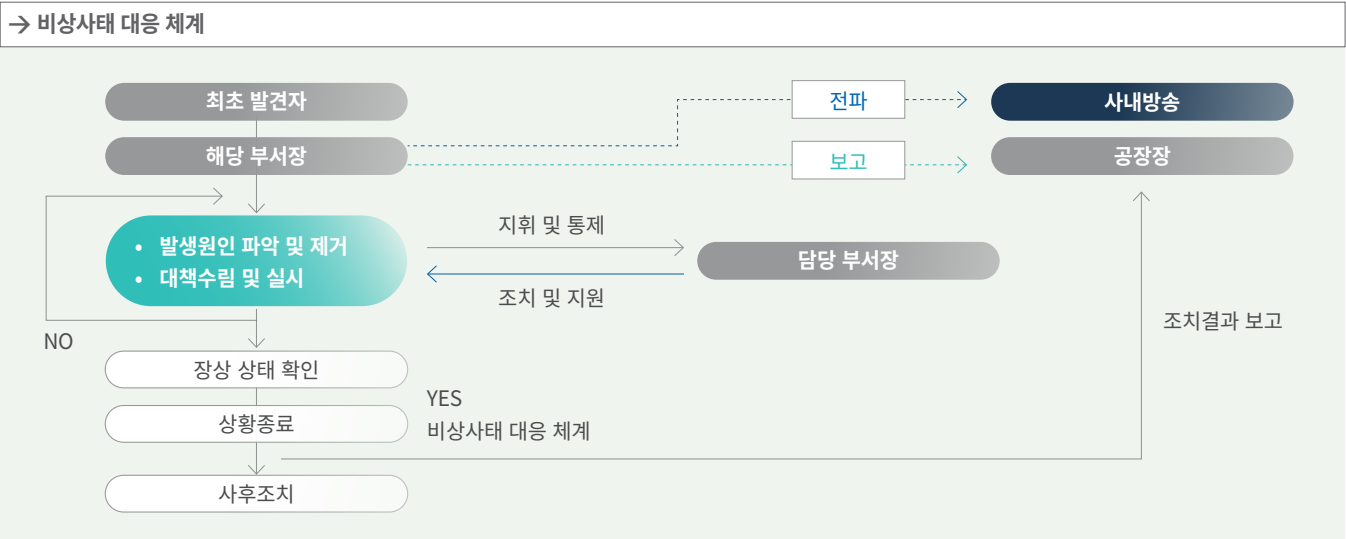 → 비상사태 대응 체계
최초 발견자
전파
사내방송
해당 부서장
보고
공장장
• 발생원인 파악 및 제거
• 대책수림 및 실시
지휘 및 통제
담당 부서장
조치 및 지원
조치결과 보고
NO
장상 상태 확인
YES
상황종료
비상사태 대응 체계
사후조치